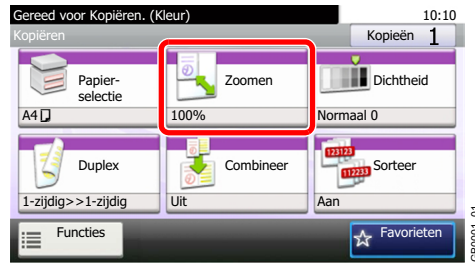 Gereed voor Kopiëren. (Kleur) 10:10
Kopiëren Kopieën 1
Papier-
selectie
Zoomen
Dichtheid
A4
100%
Normaal 0
Duplex
Combineer
123123
112233
Sorteer
1-zijdig>>1-zijdig
Uit
Aan
Functies
Favorieten